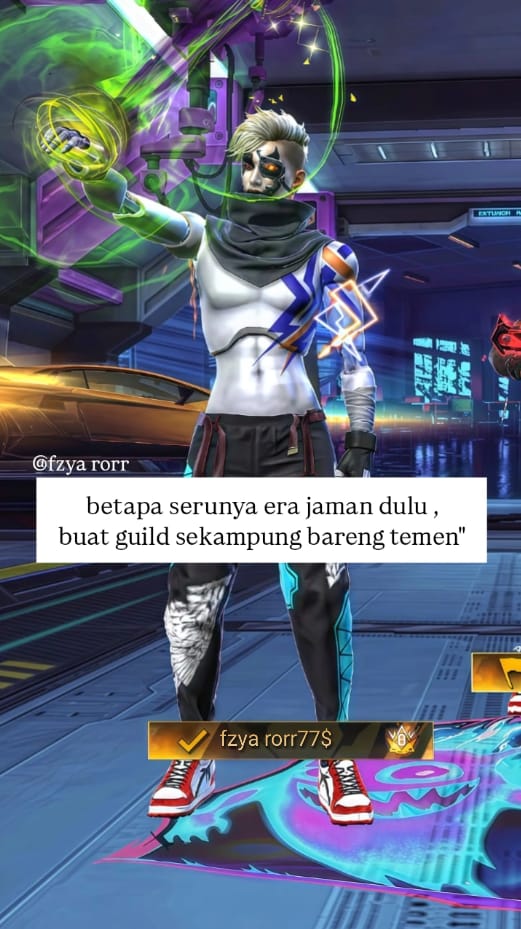 @fzya rorr
betapa serunya era jaman dulu ,
buat guild sekampung bareng temen"
fzya rorr77$